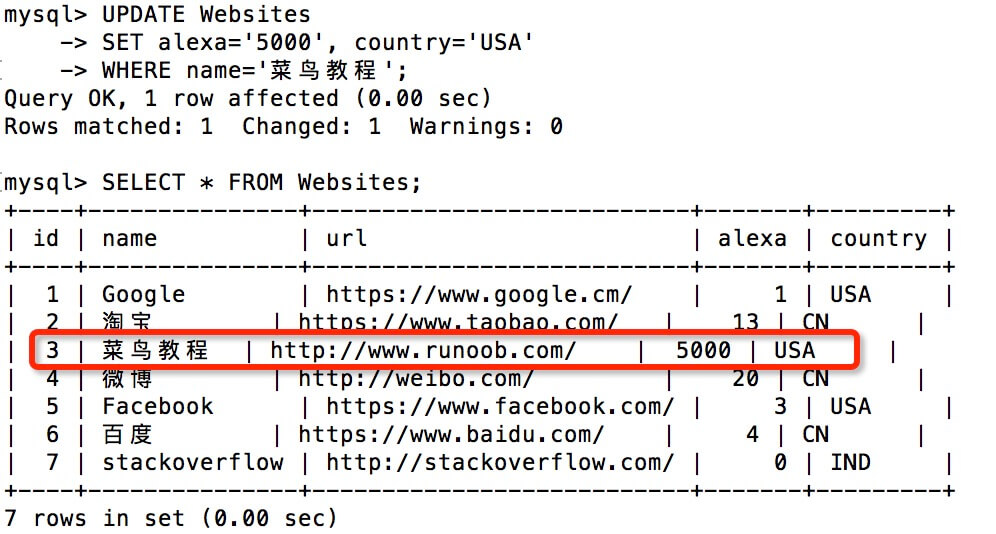 mysql> UPDATE Websites
    -> SET alexa='5000', country='USA'
    -> WHERE name='菜鸟教程';
Query OK, 1 row affected (0.00 sec)
Rows matched: 1  Changed: 1  Warnings: 0

mysql> SELECT * FROM Websites;
+----+---------------+---------------------------+-------+---------+
| id | name          | url                       | alexa | country |
+----+---------------+---------------------------+-------+---------+
|  1 | Google        | https://www.google.cm/    |     1 | USA     |
|  2 | 淘宝        | https://www.taobao.com/   |    13 | CN      |
|  3 | 菜鸟教程  | http://www.runoob.com/    |  5000 | USA     |
|  4 | 微博        | http://weibo.com/         |    20 | CN      |
|  5 | Facebook      | https://www.facebook.com/ |     3 | USA     |
|  6 | 百度        | https://www.baidu.com/    |     4 | CN      |
|  7 | stackoverflow | http://stackoverflow.com/ |     0 | IND     |
+----+---------------+---------------------------+-------+---------+
7 rows in set (0.00 sec)